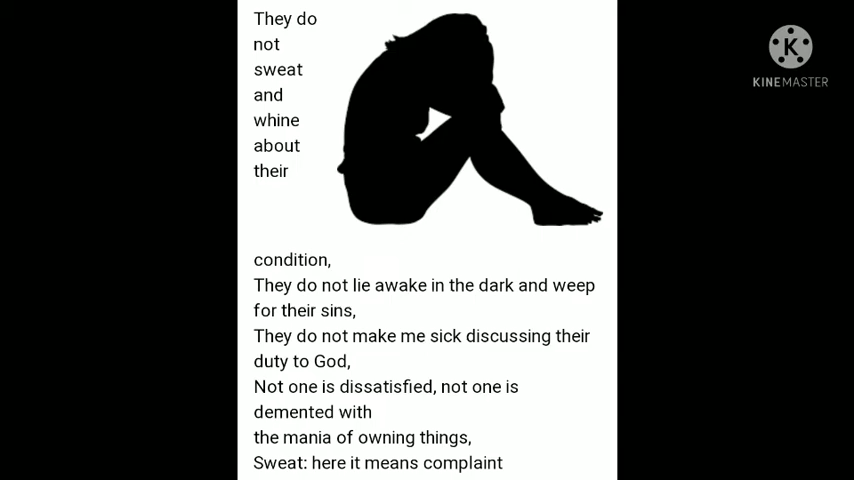 They do
not
sweat
and
whine
about
their
condition,
They do not lie awake in the dark and weep
for their sins,
They do not make me sick discussing their
duty to God,
Not one is dissatisfied, not one is
demented with
the mania of owning things,
Sweat: here it means complaint
K
KINEMASTER